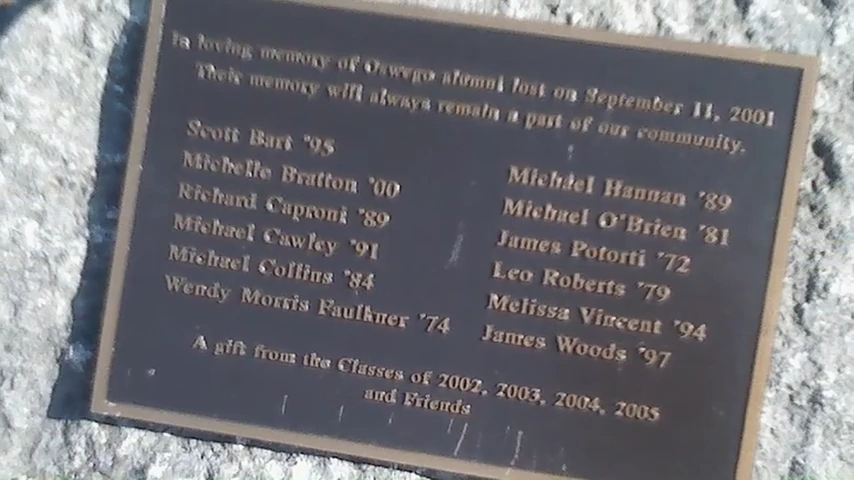 In loving memory of Oswego alumni lost on September 11, 2001
Their memory will always remain a part of our community.
Scott Bart '95
Michelle Bratton '00
Richard Caproni '89
Michael Cawley '91
Michael Collins '84
Wendy Morris Faulkner '74
Michael Hannan '89
Michael O'Brien '81
James Potorti '72
Leo Roberts '79
Melissa Vincent '94
James Woods '97
A gift from the Classes of 2002, 2003, 2004, 2005
and Friends